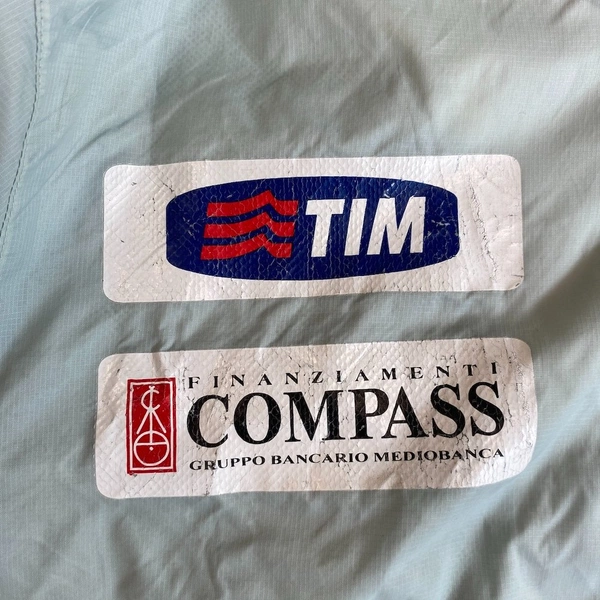 TIM
FINANZIAMENTI
COMPASS
GRUPPO BANCARIO MEDIOBANCA